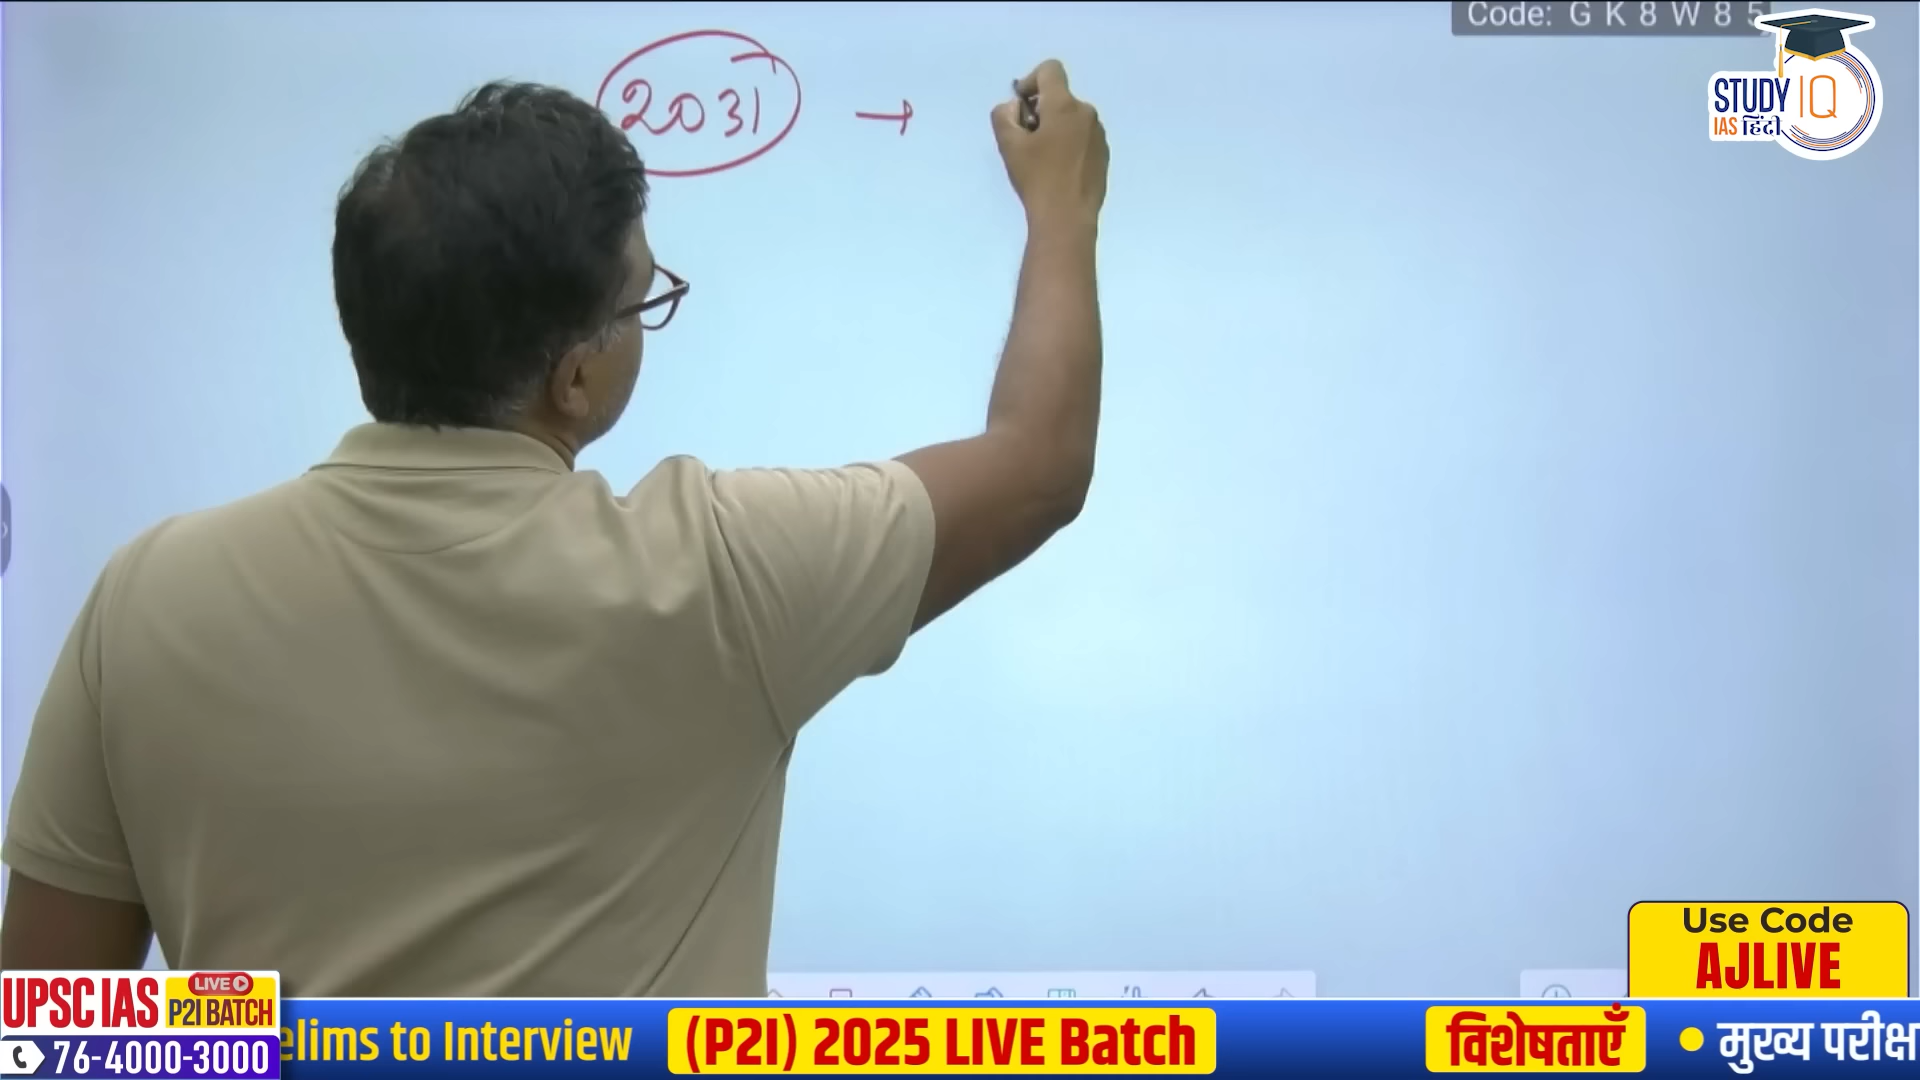 Code: G K 8 W 8 5
2031 →
STUDY IQ
IAS हिंदी
Use Code
AJLIVE
UPSC IAS LIVE
P2I BATCH
76-4000-3000
elims to Interview (P2I) 2025 LIVE Batch विशेषताएँ • मुख्य परीक्ष